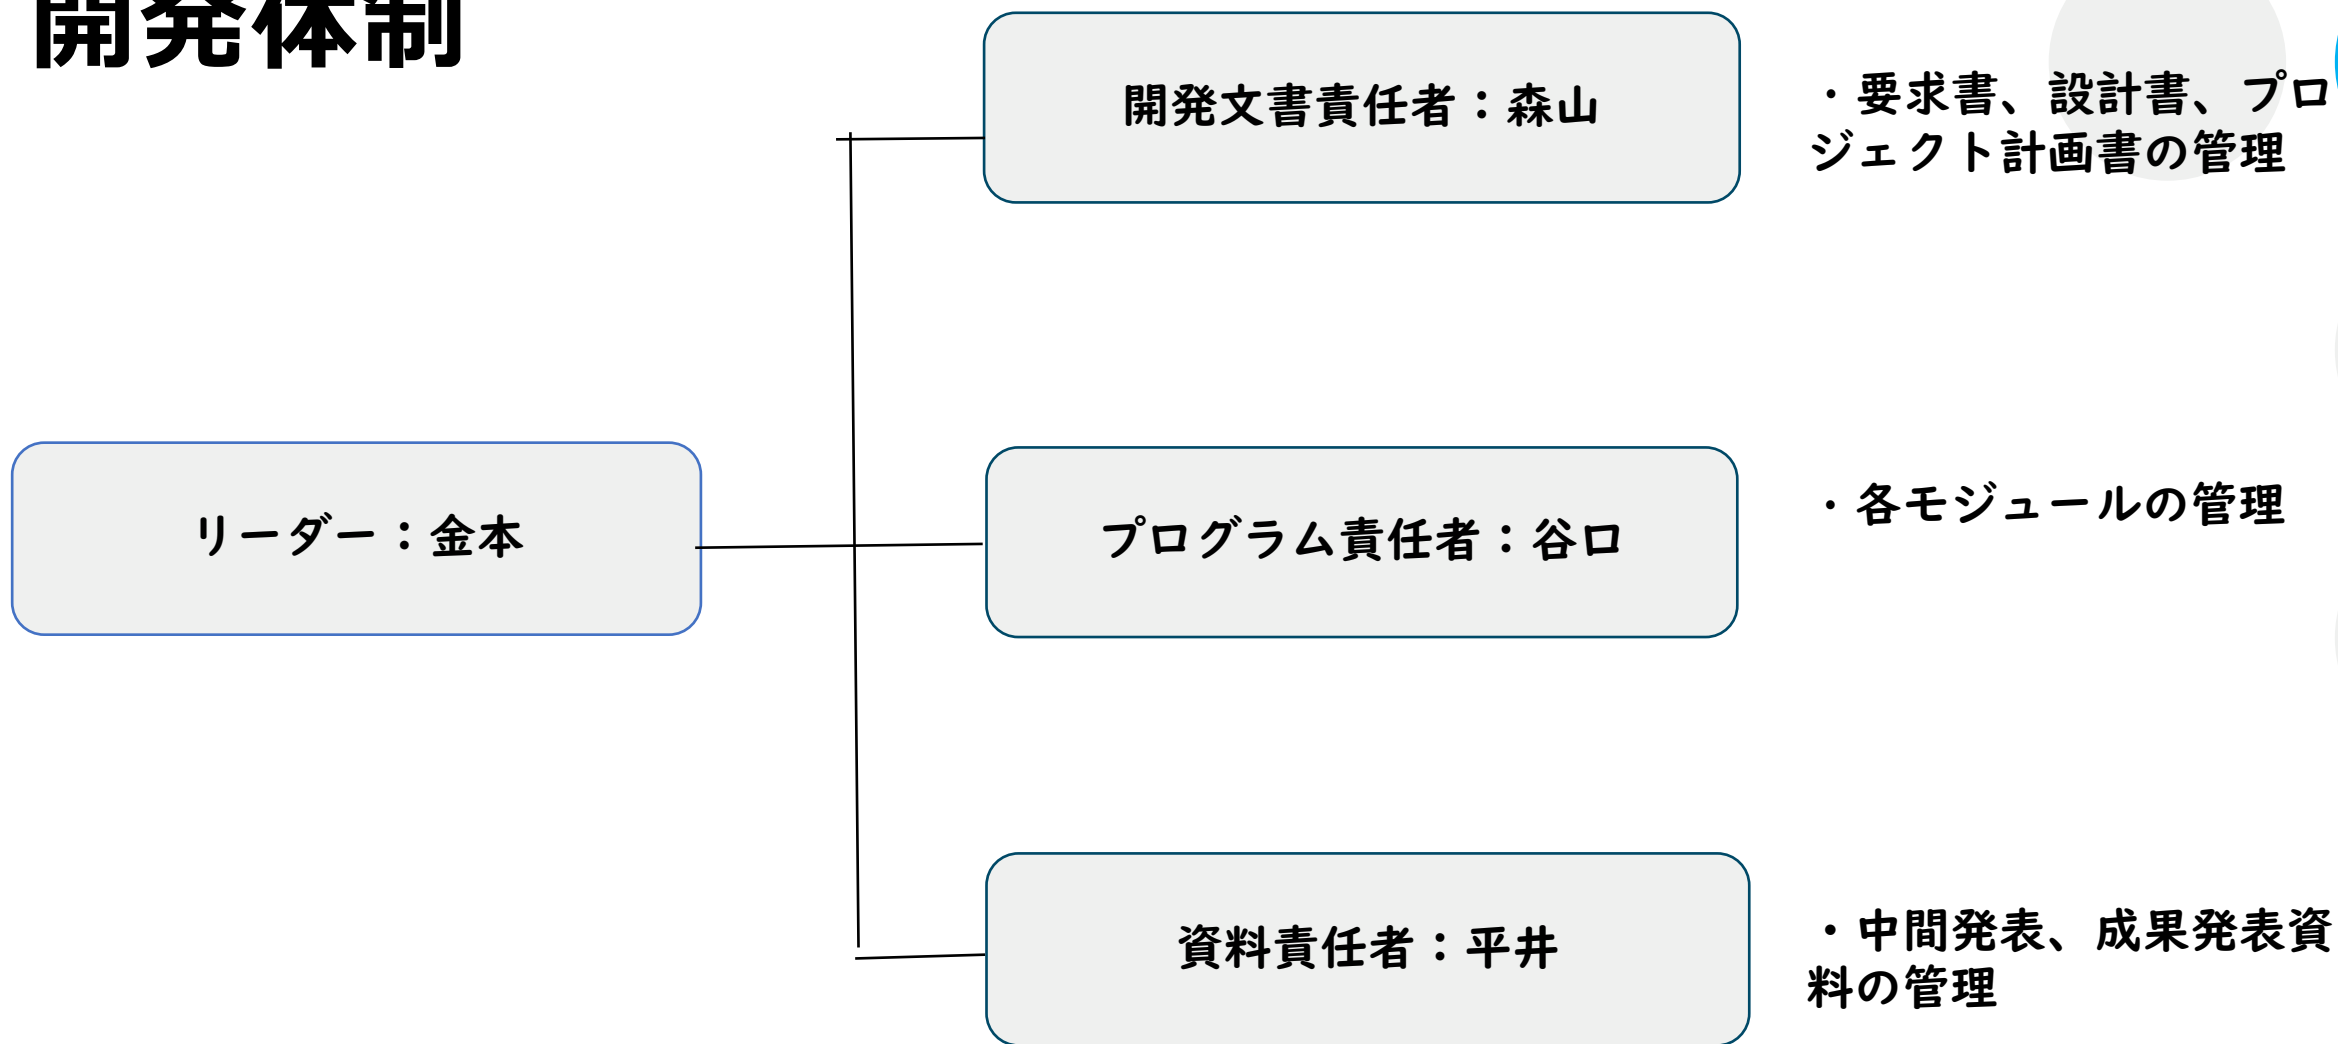 開発体制
開発文書責任者：森山
・要求書、設計書、プロ
ジェクト計画書の管理
リーダー：金本
プログラム責任者：谷口
・各モジュールの管理
資料責任者：平井
・中間発表、成果発表資
料の管理